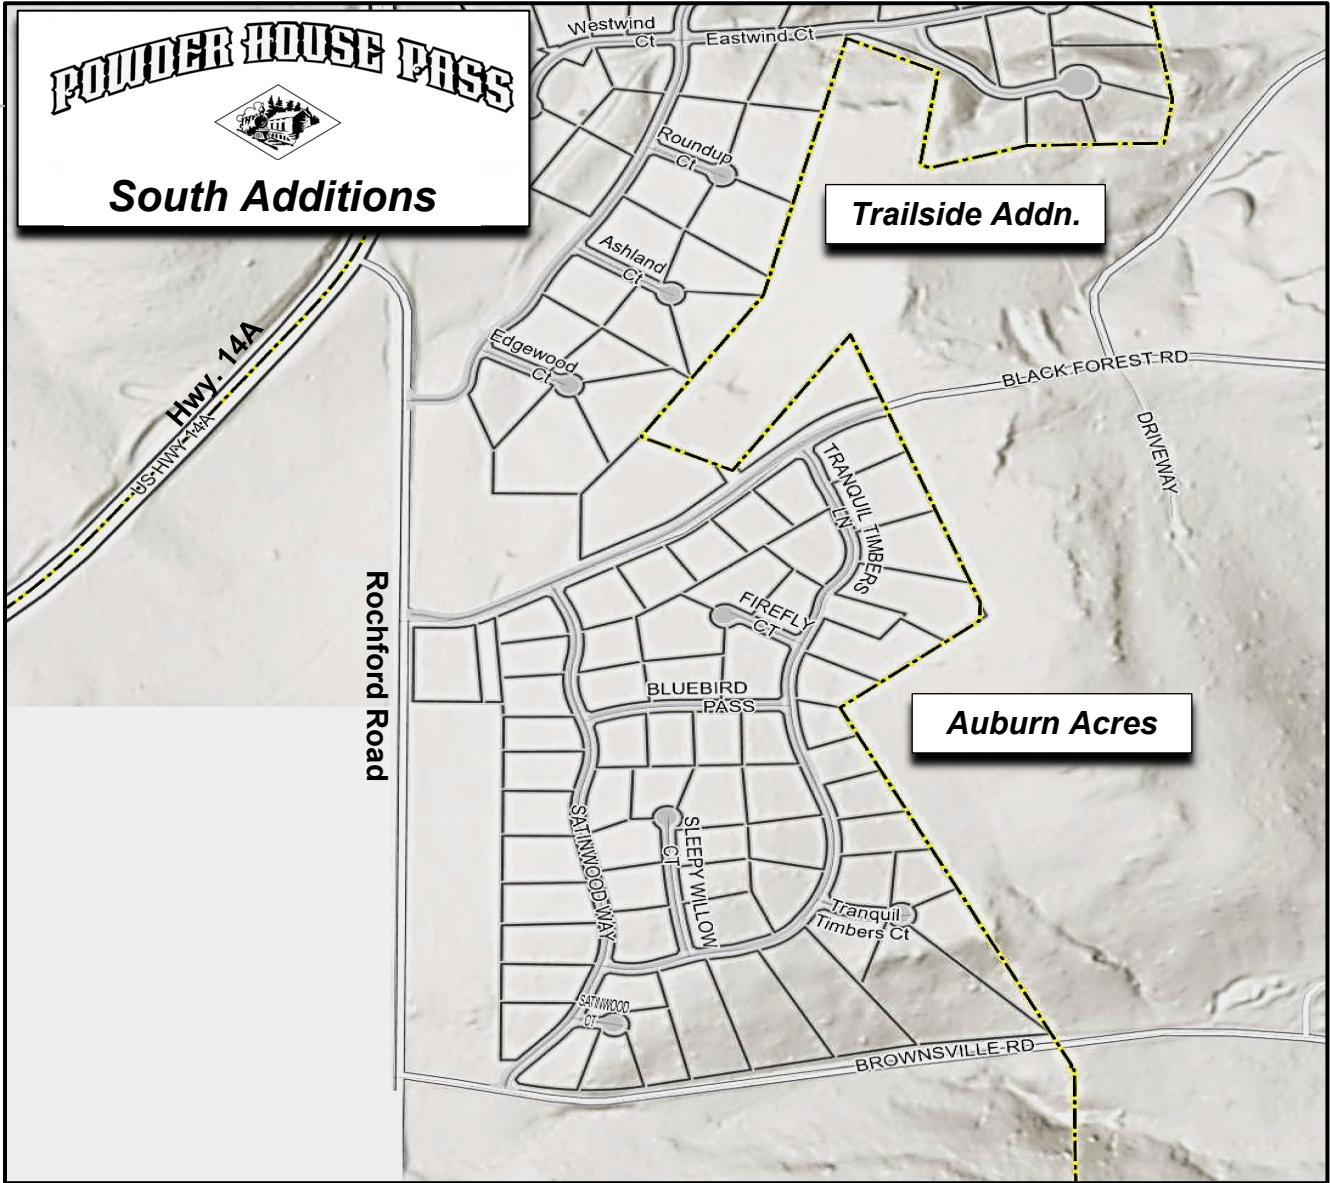 POWDER HOUSE PASS
South Additions
Westwind
Ct
Eastwind Ct
Roundup
Ct
Trailside Addn.
Ashland
Ct
Hwy. 14A
US HWY 14A
Edgewood
Ct
BLACK FOREST RD
DRIVEWAY
TRANQUIL TIMBERS
LN
Rochford Road
FIREFLY
CT
BLUEBIRD
PASS
Auburn Acres
SATINWOOD WAY
SLEEPY WILLOW
CT
Tranquil
Timbers Ct
SATINWOOD
CT
BROWNSVILLE RD